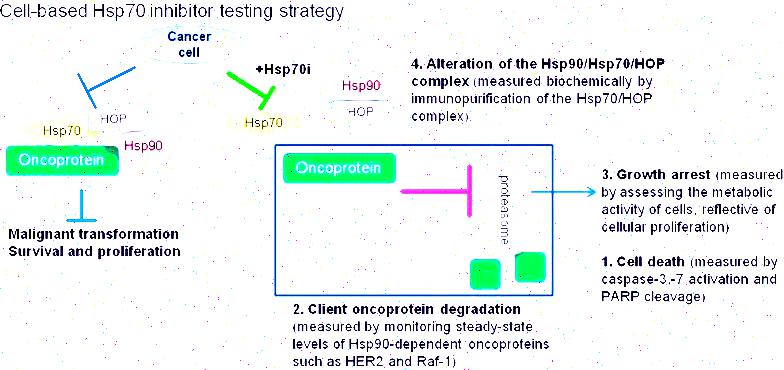 Cell-based Hsp70 inhibitor testing strategy
Cancer
cell
+Hsp70i
Hsp70
HOP
Hsp90
Oncoprotein
Malignant transformation
Survival and proliferation
Hsp70
Hsp90
HOP
4. Alteration of the Hsp90/Hsp70/HOP
complex (measured biochemically by
immunopurification of the Hsp70/HOP
complex)
Oncoprotein
proteasome
3. Growth arrest (measured
by assessing the metabolic
activity of cells, reflective of
cellular proliferation)
1. Cell death (measured by
caspase-3,-7 activation and
PARP cleavage)
2. Client oncoprotein degradation
(measured by monitoring steady-state
levels of Hsp90-dependent oncoproteins
such as HER2 and Raf-1)